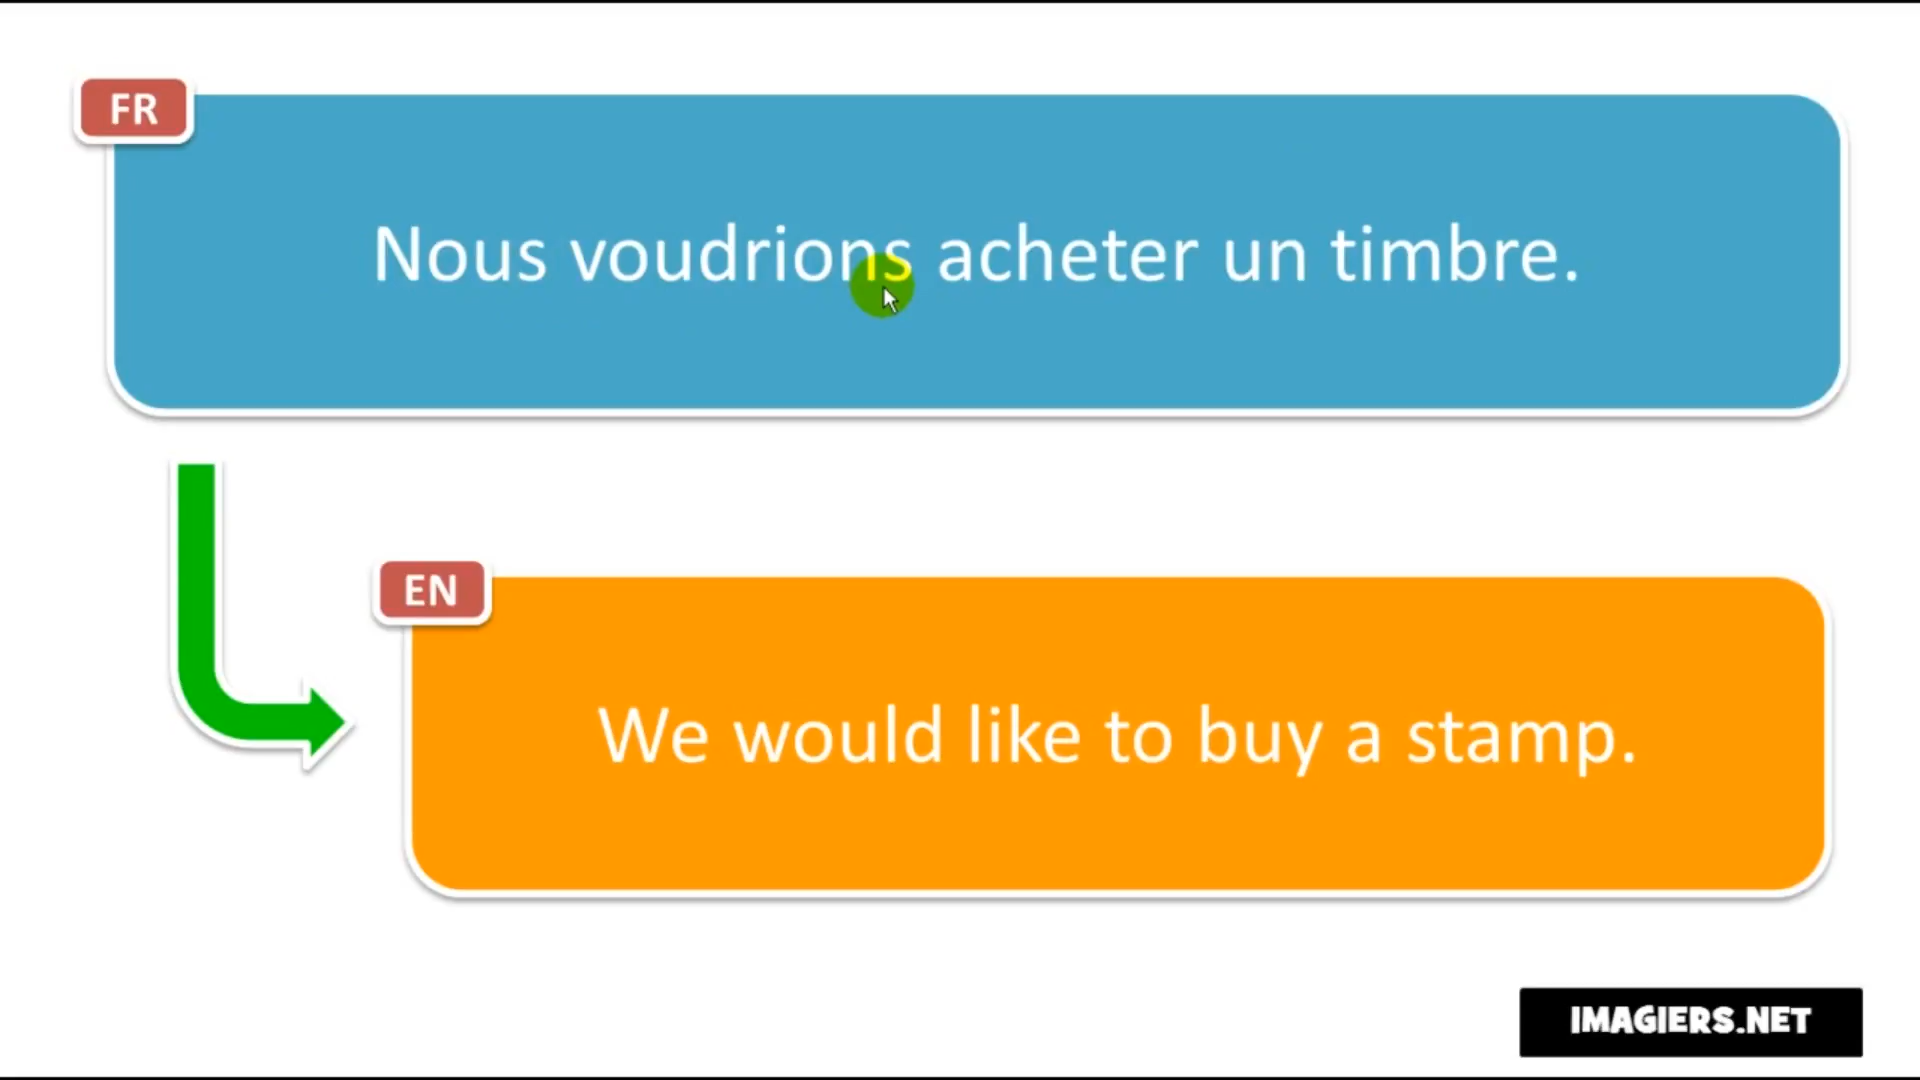 FR
Nous voudrions acheter un timbre.
EN
We would like to buy a stamp.
IMAGIERS.NET